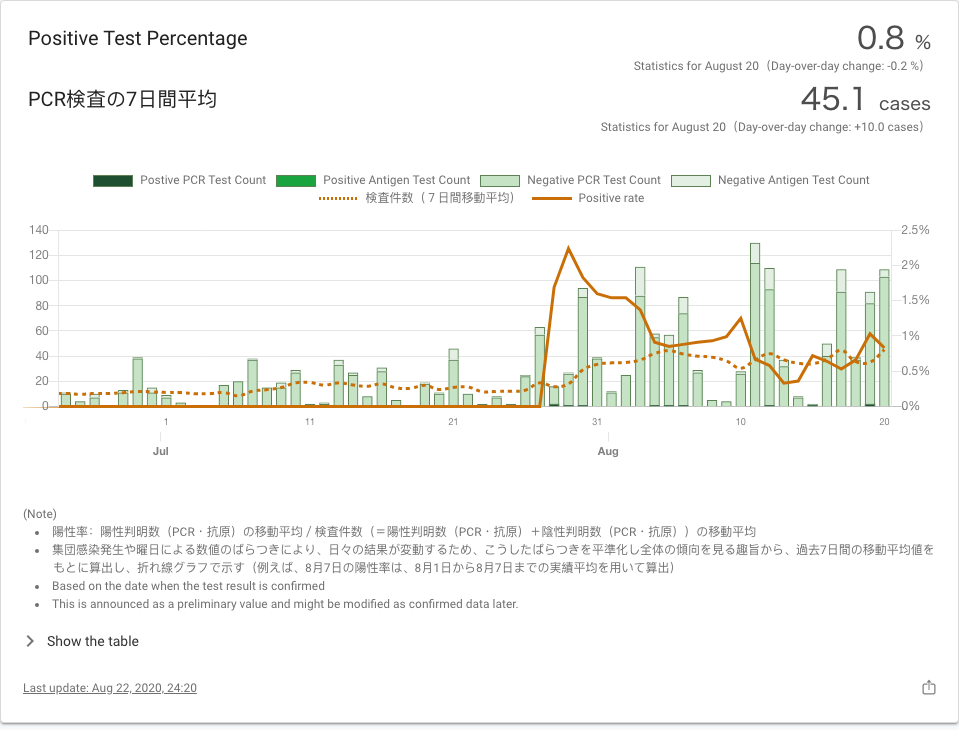 Positive Test Percentage
0.8 %
Statistics for August 20（Day-over-day change: -0.2 %）
PCR検査の7日間平均
45.1 cases
Statistics for August 20（Day-over-day change: +10.0 cases）
Postive PCR Test Count Positive Antigen Test Count Negative PCR Test Count Negative Antigen Test Count
検査件数（７日間移動平均） Positive rate
140 2.5%
120 2%
100
80 1.5%
60 1%
40 0.5%
20
0 0%
1 11 21 31 10 20
Jul Aug
(Note)
陽性率：陽性判明数（PCR・抗原）の移動平均 / 検査件数（＝陽性判明数（PCR・抗原）＋陰性判明数（PCR・抗原））の移動平均
集団感染発生や曜日による数値のばらつきにより、日々の結果が変動するため、こうしたばらつきを平準化し全体の傾向を見る趣旨から、過去7日間の移動平均値を
もとに算出し、折れ線グラフで示す（例えば、8月7日の陽性率は、8月1日から8月7日までの実績平均を用いて算出）
Based on the date when the test result is confirmed
This is announced as a preliminary value and might be modified as confirmed data later.
Show the table
Last update: Aug 22, 2020, 24:20